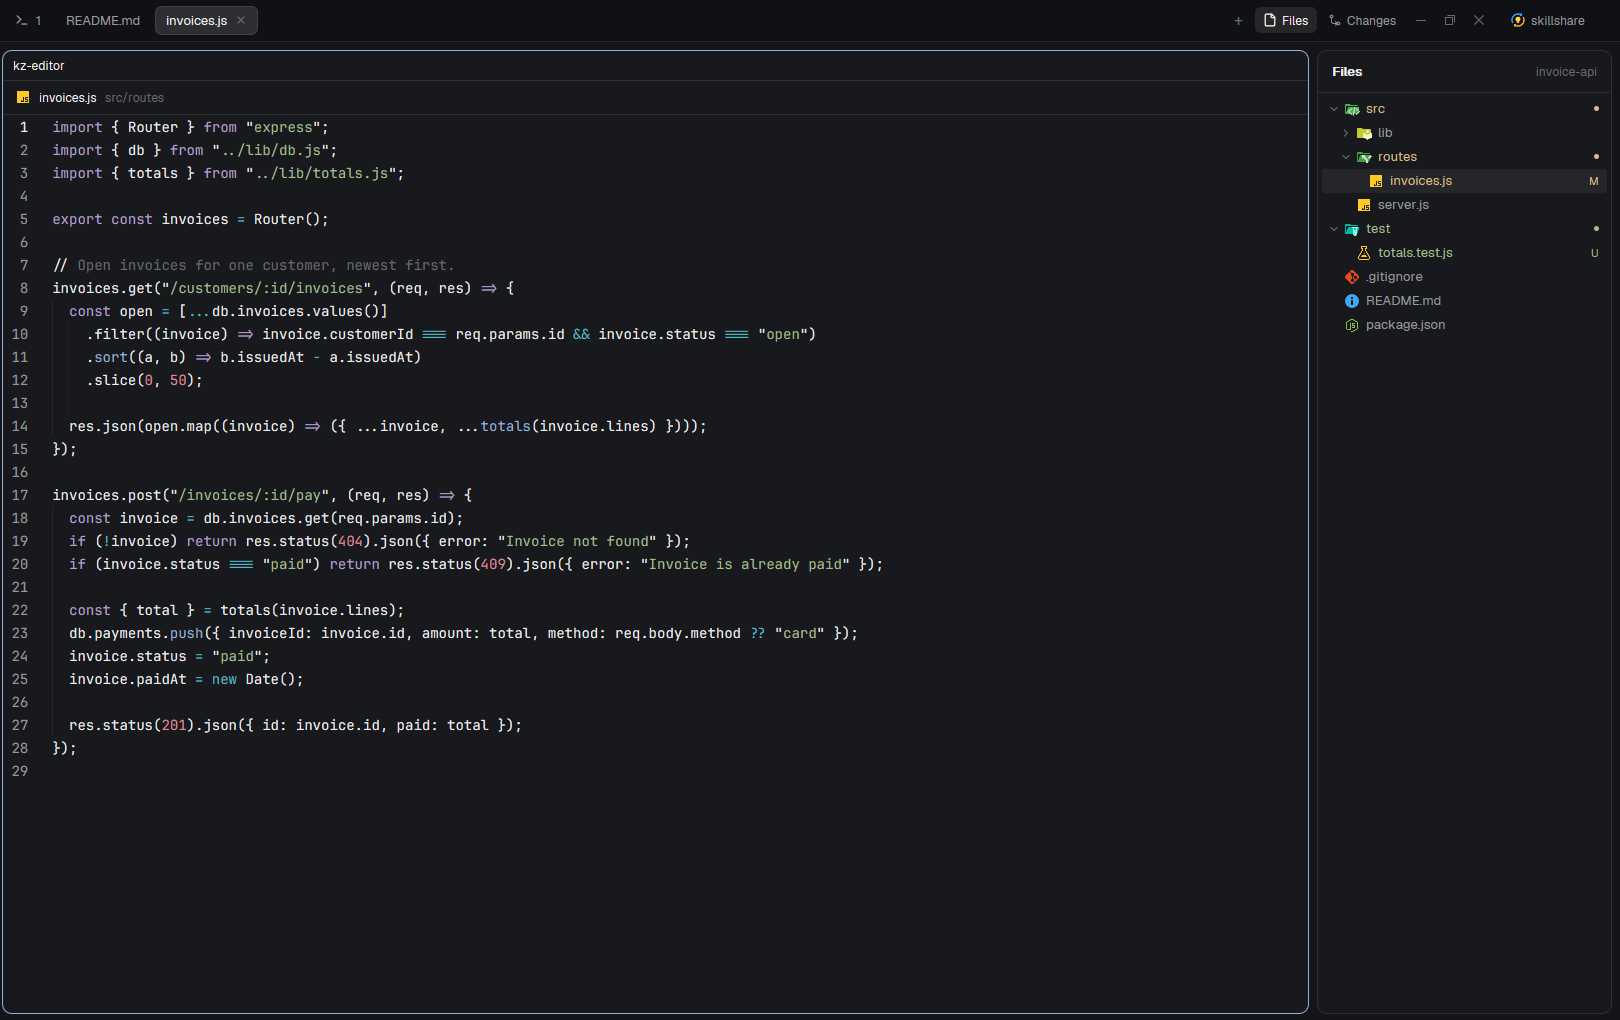 1
README.md
invoices.js
Files
Changes
skillshare
kz-editor
invoices.js src/routes
1 import { Router } from "express";
2 import { db } from "../lib/db.js";
3 import { totals } from "../lib/totals.js";
4
5 export const invoices = Router();
6
7 // Open invoices for one customer, newest first.
8 invoices.get("/customers/:id/invoices", (req, res) => {
9   const open = [...db.invoices.values()]
10     .filter((invoice) => invoice.customerId === req.params.id && invoice.status === "open")
11     .sort((a, b) => b.issuedAt - a.issuedAt)
12     .slice(0, 50);
13
14   res.json(open.map((invoice) => ({ ...invoice, ...totals(invoice.lines) })));
15 });
16
17 invoices.post("/invoices/:id/pay", (req, res) => {
18   const invoice = db.invoices.get(req.params.id);
19   if (!invoice) return res.status(404).json({ error: "Invoice not found" });
20   if (invoice.status === "paid") return res.status(409).json({ error: "Invoice is already paid" });
21
22   const { total } = totals(invoice.lines);
23   db.payments.push({ invoiceId: invoice.id, amount: total, method: req.body.method ?? "card" });
24   invoice.status = "paid";
25   invoice.paidAt = new Date();
26
27   res.status(201).json({ id: invoice.id, paid: total });
28 });
29
Files invoice-api
src
lib
routes
invoices.js M
server.js
test
totals.test.js U
.gitignore
README.md
package.json